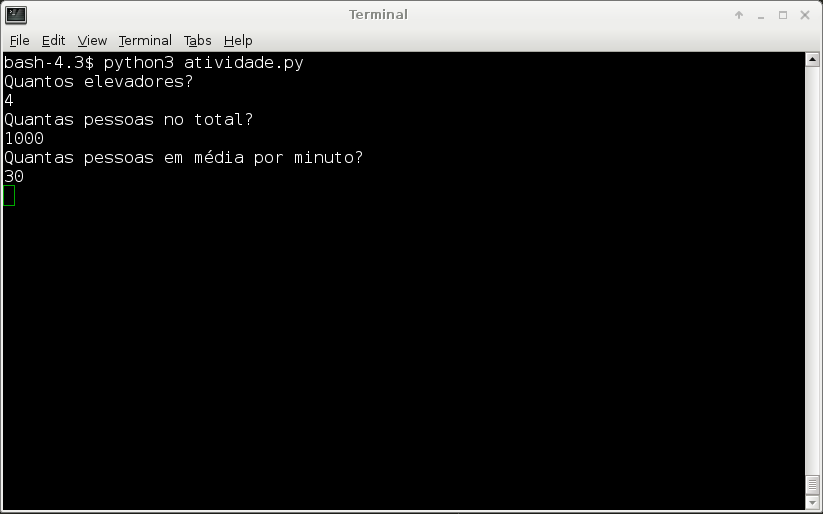 Terminal
File Edit View Terminal Tabs Help
bash-4.3$ python3 atividade.py
Quantos elevadores?
4
Quantas pessoas no total?
1000
Quantas pessoas em média por minuto?
30